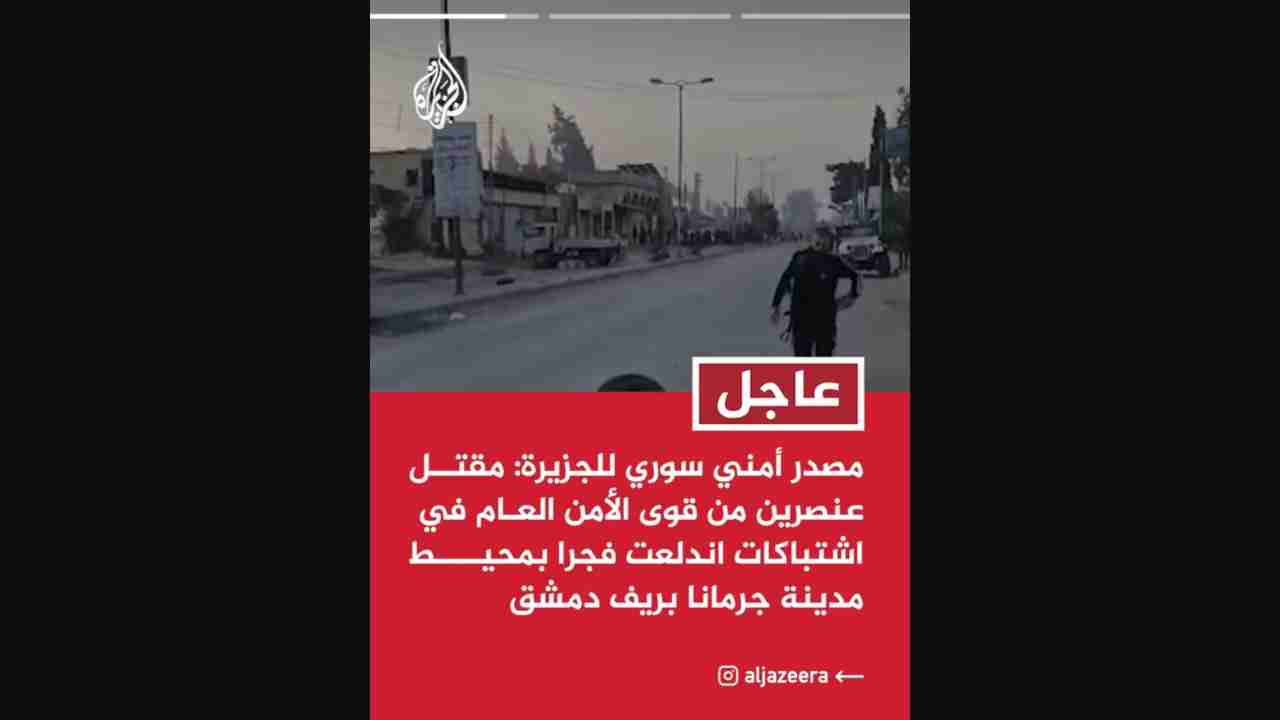 عاجل
مصدر أمني سوري للجزيرة: مقتل
عنصرين من قوى الأمن العام في
اشتباكات اندلعت فجرا بمحيط
مدينة جرمانا بريف دمشق
aljazeera